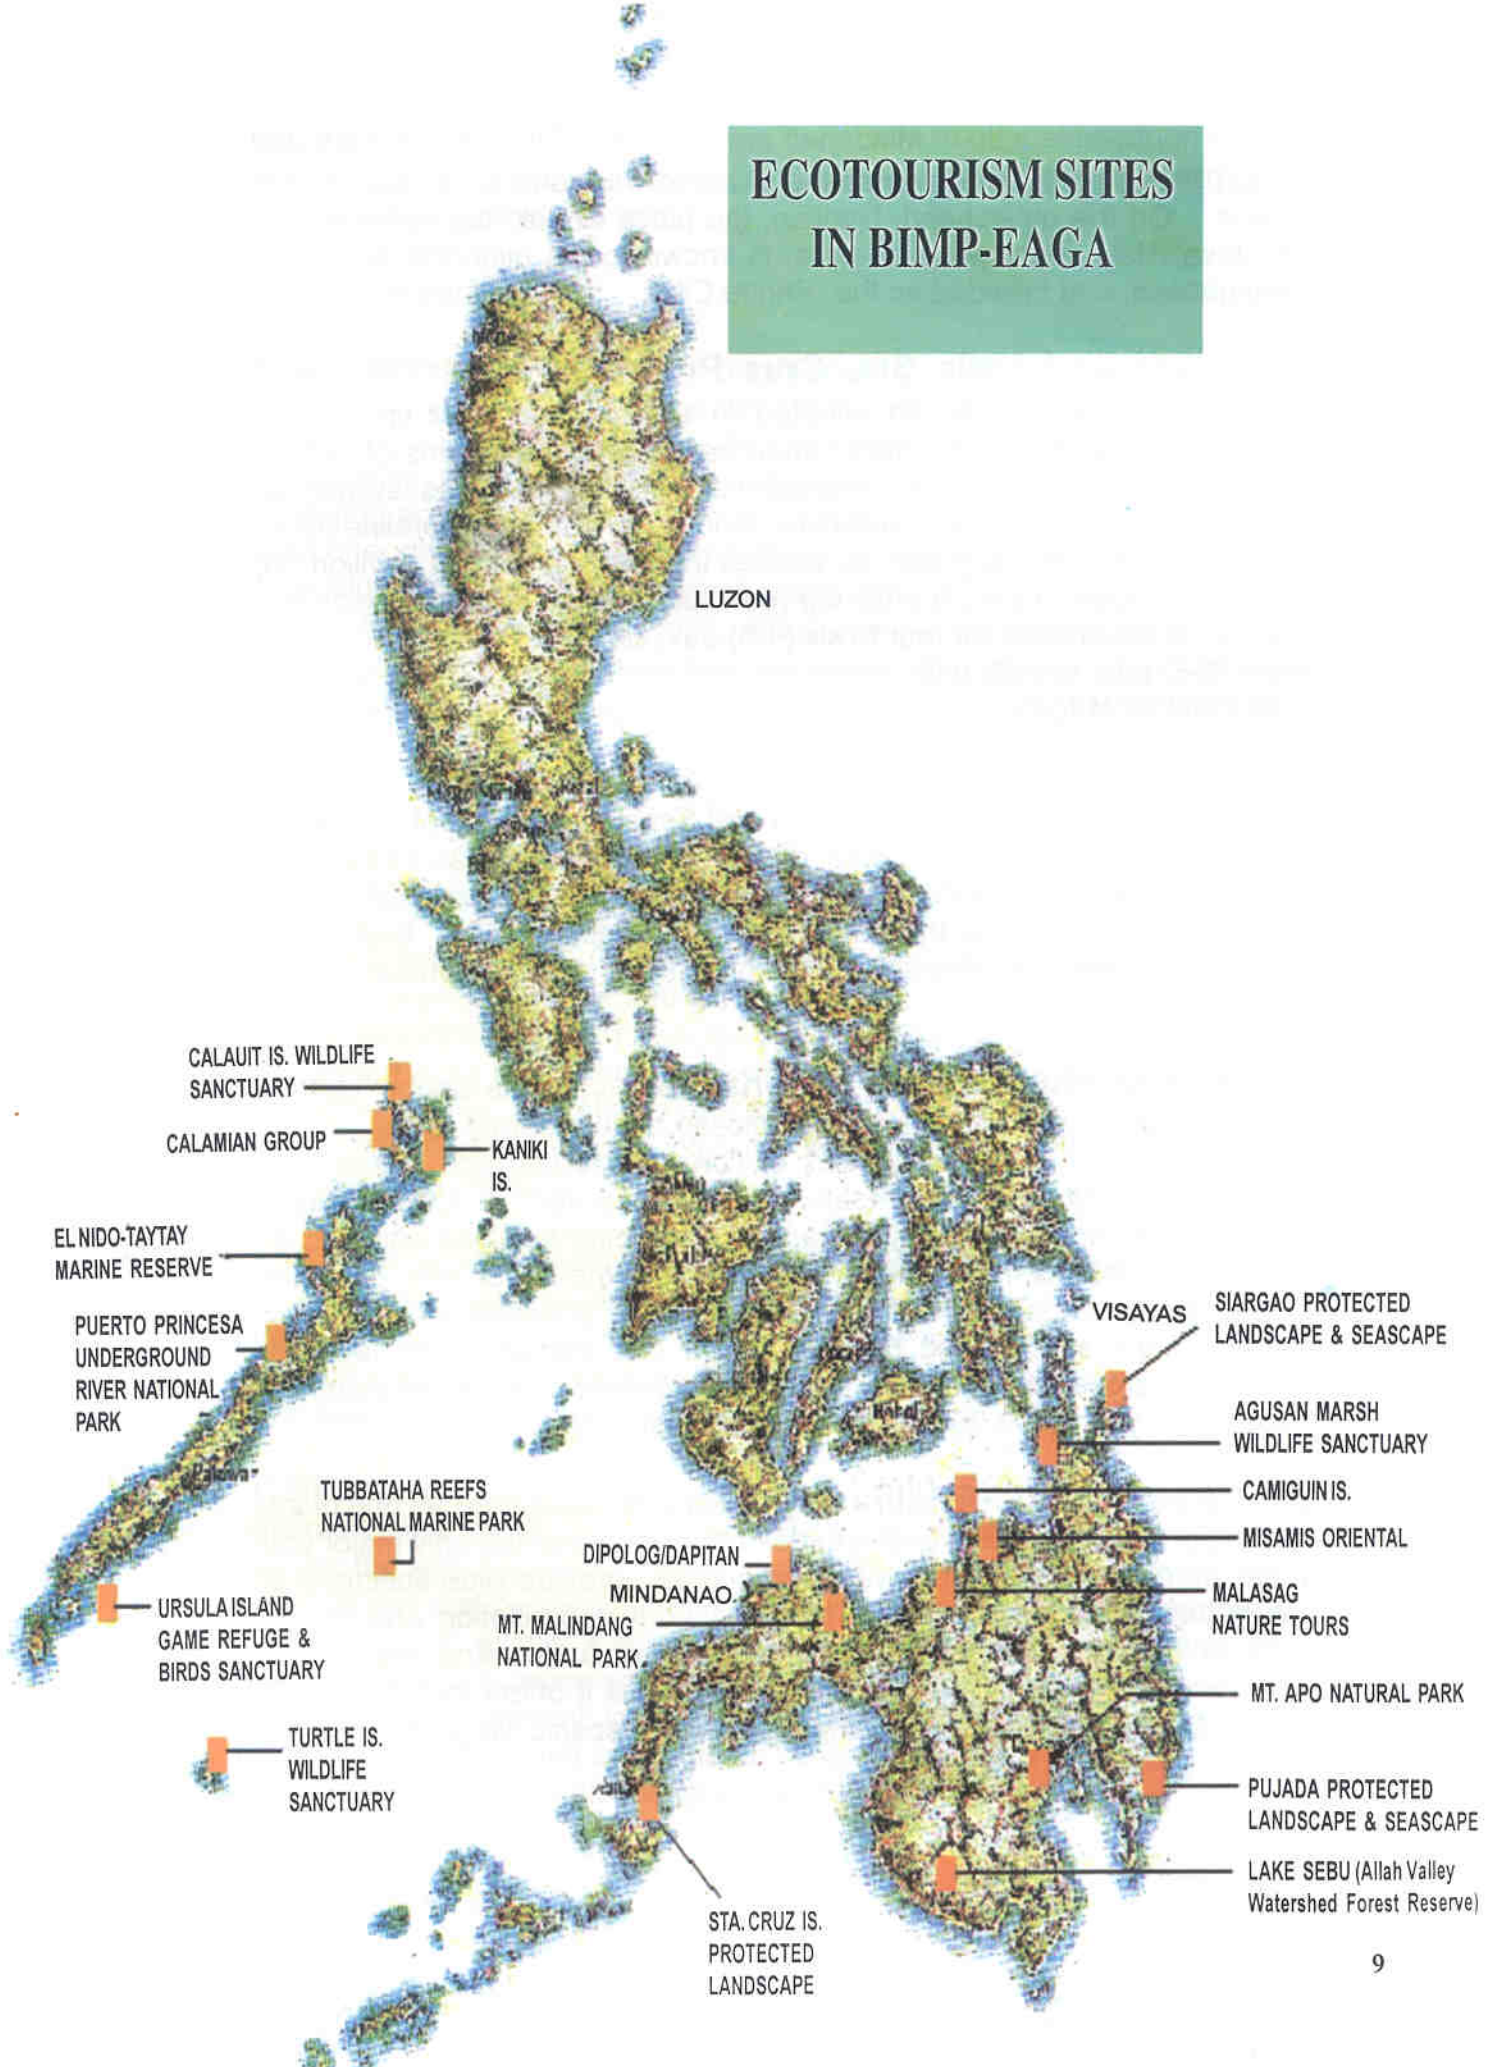 ECOTOURISM SITES
IN BIMP-EAGA
LUZON
CALAUIT IS. WILDLIFE
SANCTUARY
CALAMIAN GROUP
KANIKI
IS.
EL NIDO-TAYTAY
MARINE RESERVE
PUERTO PRINCESA
UNDERGROUND
RIVER NATIONAL
PARK
VISAYAS
SIARGAO PROTECTED
LANDSCAPE & SEASCAPE
AGUSAN MARSH
WILDLIFE SANCTUARY
CAMIGUIN IS.
MISAMIS ORIENTAL
MALASAG
NATURE TOURS
TUBBATAHA REEFS
NATIONAL MARINE PARK
DIPOLOG/DAPITAN
MINDANAO
MT. MALINDANG
NATIONAL PARK
URSULA ISLAND
GAME REFUGE &
BIRDS SANCTUARY
TURTLE IS.
WILDLIFE
SANCTUARY
MT. APO NATURAL PARK
PUJADA PROTECTED
LANDSCAPE & SEASCAPE
LAKE SEBU (Allah Valley
Watershed Forest Reserve)
STA. CRUZ IS.
PROTECTED
LANDSCAPE
9